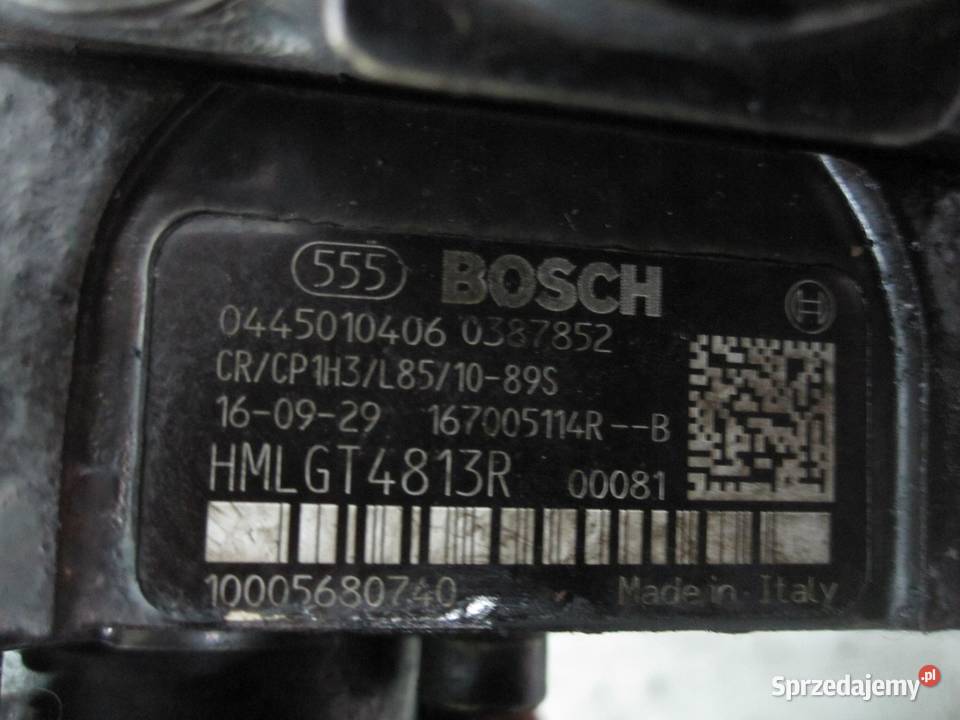 555 BOSCH H
0445010406 0387852
CR/CP1H3/L85/10-89S
16-09-29 167005114R--B
HMLGT4813R 00081
10005680740 Made in Italy
Sprzedajemy.pl